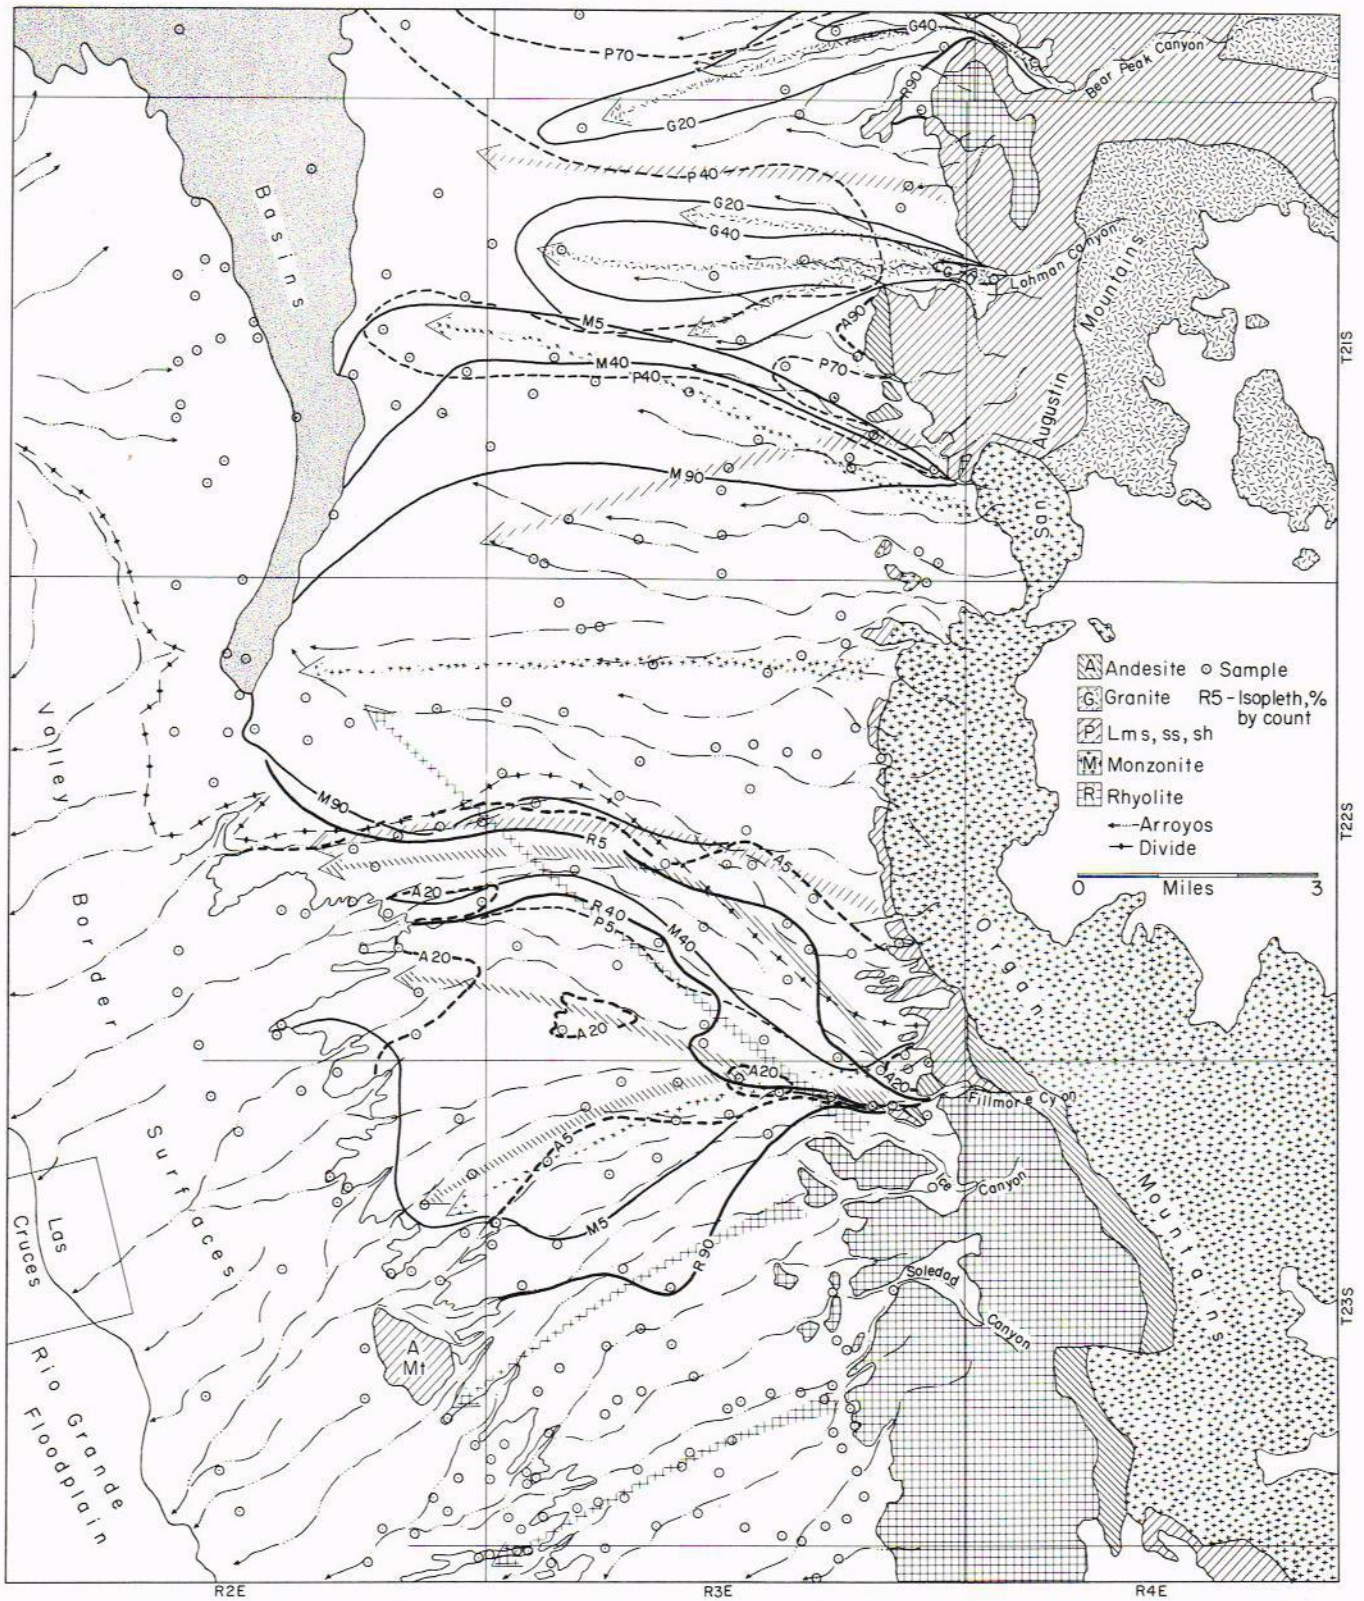 G40
P70
Bear Peak Canyon
R90
G20
P40
Basins
G20
G40
G70
Lohman Canyon
Mountains
M5
A90
M40
P40
P70
T21S
Augustin
San
M90
A Andesite
Sample
G Granite
R5-Isopleth,%
by count
P Lms, ss, sh
M Monzonite
R Rhyolite
Arroyos
Divide
0 3
Miles
Valley
Border
Surfaces
M90
R5
A5
T22S
A20
R40
P5
M40
Organ
Mountains
A20
A20
A20
A20
Fillmore Cyon
A5
Ice Canyon
Las
Cruces
M5
R90
Soledad
Canyon
T23S
A
Mt
Rio Grande
Floodplain
R2E
R3E
R4E